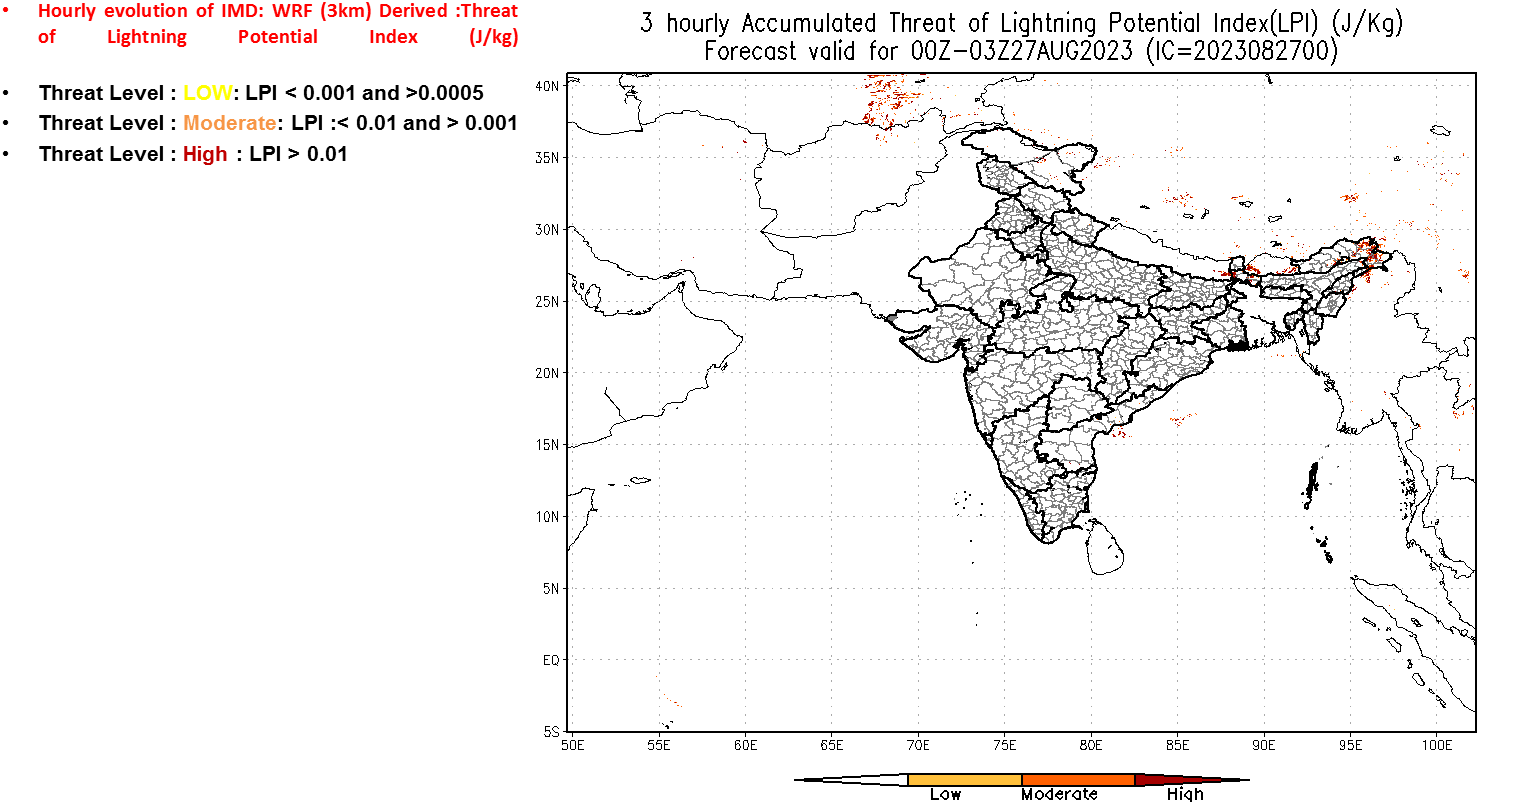 • Hourly evolution of IMD: WRF (3km) Derived :Threat
of Lightning Potential Index (J/kg)
• Threat Level : LOW: LPI < 0.001 and >0.0005
• Threat Level : Moderate: LPI :< 0.01 and > 0.001
• Threat Level : High : LPI > 0.01
3 hourly Accumulated Threat of Lightning Potential Index(LPI) (J/Kg)
Forecast valid for 00Z-03Z27AUG2023 (IC=2023082700)
40N
35N
30N
25N
20N
15N
10N
5N
EQ
5S
50E 55E 60E 65E 70E 75E 80E 85E 90E 95E 100E
Low Moderate High